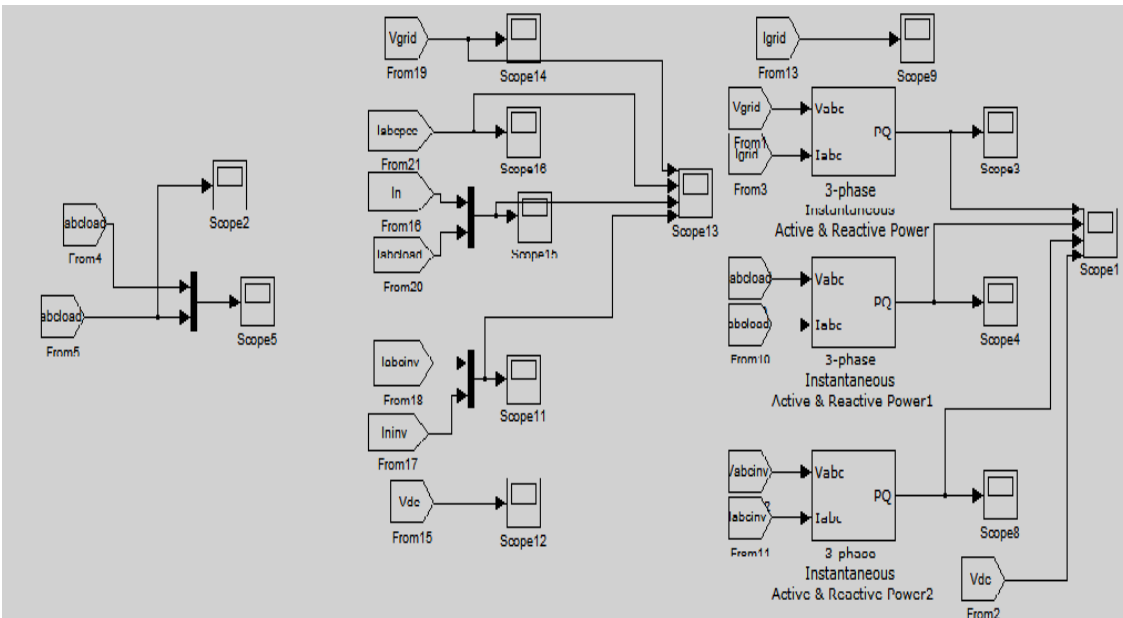 Vgrid
From19
Scope14
Igrid
From13
Scope9
Iabcpcc
From21
Scope16
Vgrid
From1
Igrid
From3
Vabc
Iabc
PQ
3-phase
Instantaneous
Active & Reactive Power
Scope3
Scope2
abcload
From4
abcload
From5
Scope5
In
From16
Iabcload
From20
Scope15
Scope13
Scope1
abcload
abcload
From10
Vabc
Iabc
PQ
3-phase
Instantaneous
Active & Reactive Power1
Scope4
Iabcinv
From18
Ininv
From17
Scope11
Vabcinv
Iabcinv
From11
Vabc
Iabc
PQ
3-phase
Instantaneous
Active & Reactive Power2
Scope8
Vdc
From15
Scope12
Vdc
From2